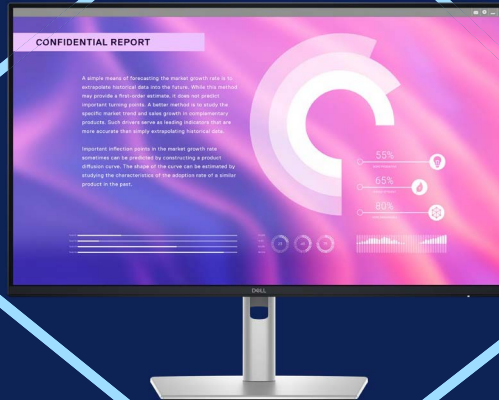 CONFIDENTIAL REPORT
A simple means of forecasting the market growth rate is to
extrapolate historical data into the future. While this method
may provide a first-order estimate, it does not predict
important turning points. A better method is to study the
specific market trend and sales growth in complementary
products. Such drivers serve as leading indicators that are
more accurate than simply extrapolating historical data.
Important inflection points in the market growth rate
sometimes can be predicted by constructing a product
diffusion curve. The shape of the curve can be estimated by
studying the characteristics of the adoption rate of a similar
product in the past.
55%
65%
80%
DELL